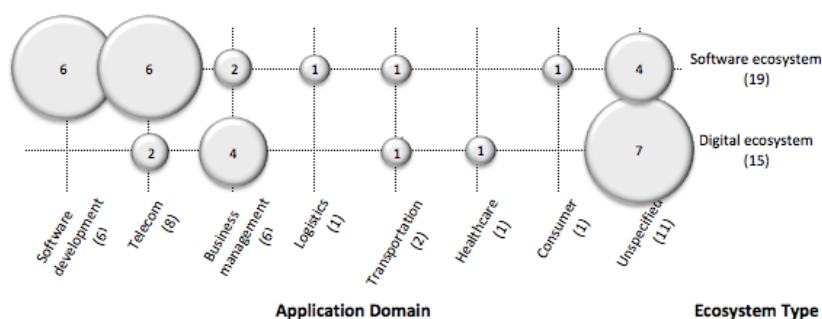 6
6
2
1
1
1
4
Software ecosystem
(19)
2
4
1
1
7
Digital ecosystem
(15)
Software
development
(6)
Telecom
(8)
Business
management
(6)
Logistics
(1)
Transportation
(2)
Healthcare
(1)
Consumer
(1)
Unspecified
(11)
Application Domain
Ecosystem Type